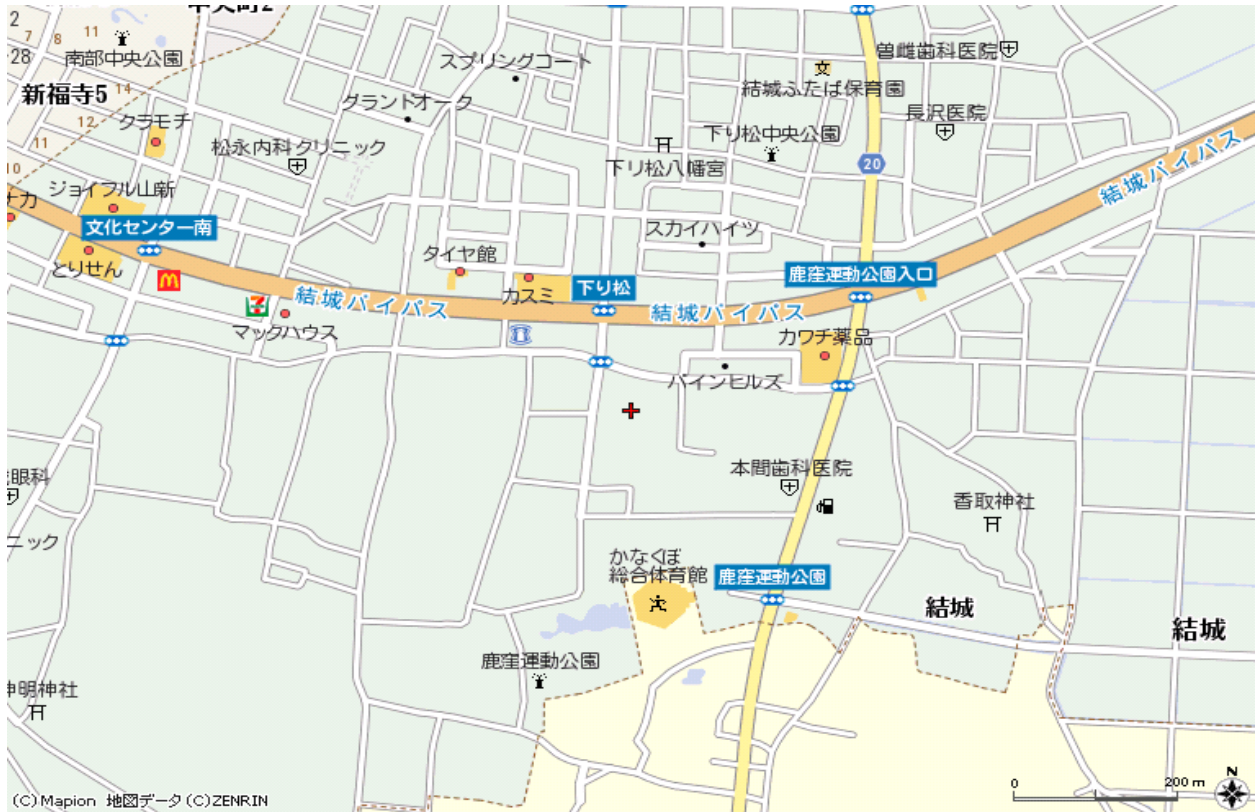 2
28
7
8
11
南部中央公園
新福寺5
14
12
11
10
11
クラモチ
スプリングコート
グランドオーク
松永内科クリニック
曽雌歯科医院
結城ふたば保育園
長沢医院
下り松中央公園
下り松八幡宮
20
ジョイフル山新
文化センター南
とりせん
タイヤ館
カスミ
下り松
スカイハイツ
鹿窪運動公園入口
結城バイパス
結城バイパス
結城バイパス
マックハウス
カワチ薬品
パインヒルズ
本間歯科医院
眼科
ニック
香取神社
かなくぼ
総合体育館
鹿窪運動公園
結城
結城
鹿窪運動公園
神明神社
(C)Mapion 地図データ(C)ZENRIN
0
200 m
N